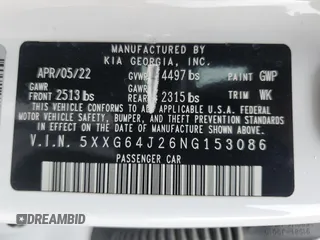 MANUFACTURED BY
KIA GEORGIA, INC.
APR/05/22 GVWR 4497 lbs PAINT GWP
GAWR FRONT 2513 lbs GAWR 2315 lbs TRIM WK
THIS VEHICLE CONFORMS TO ALL APPLICABLE FEDERAL
MOTOR VEHICLE SAFETY, BUMPER, AND THEFT PREVENTION
STANDARDS IN EFFECT ON THE DATE OF MANUFACTURE SHOWN ABOVE.
V.I.N. 5XXG64J26NG153086
PASSENGER CAR
DREAMBID